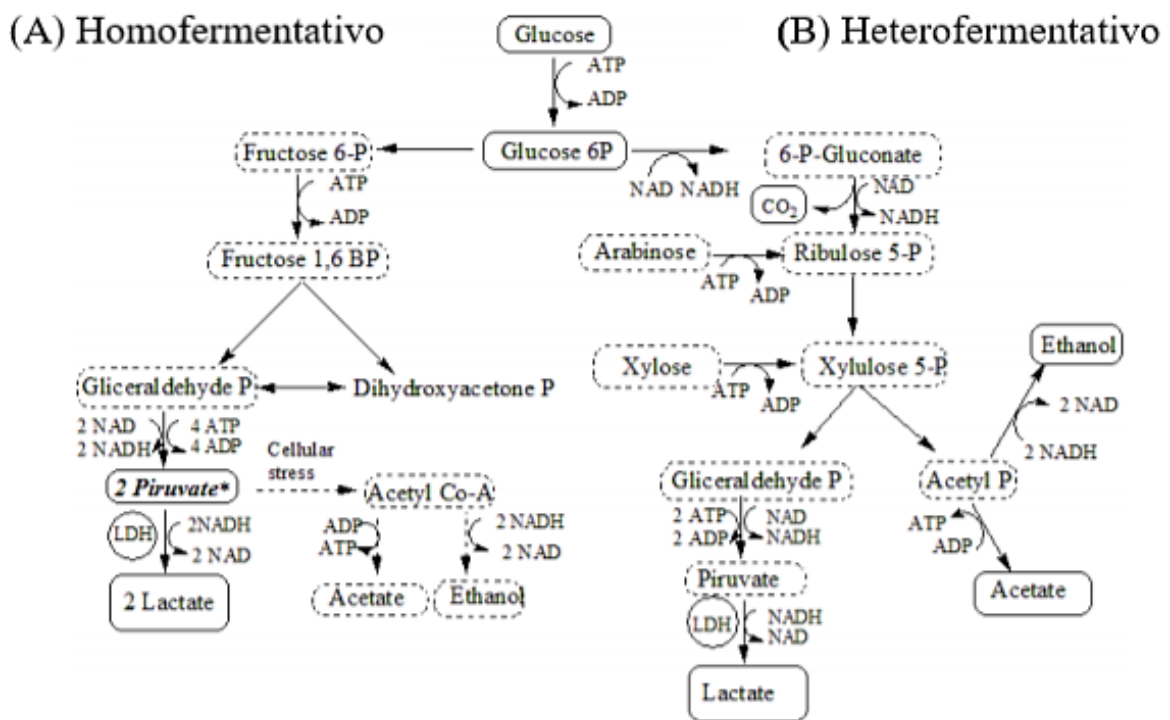 (A) Homofermentativo
(B) Heterofermentativo
Glucose
ATP
ADP
Fructose 6-P
Glucose 6P
6-P-Gluconate
NAD NADH
ATP
ADP
CO2
NAD
NADH
Fructose 1,6 BP
Arabinose
Ribulose 5-P
ATP
ADP
Xylose
Xylulose 5-P
ATP
ADP
Ethanol
2 NAD
2 NADH
Gliceraldehyde P
Dihydroxyacetone P
2 NAD
2 NADH
4 ATP
4 ADP
Cellular
stress
2 Piruvate*
Acetyl Co-A
LDH
2NADH
2 NAD
ADP
ATP
2 NADH
2 NAD
2 Lactate
Acetate
Ethanol
Gliceraldehyde P
Acetyl P
2 ATP
2 ADP
NAD
NADH
ATP
ADP
Piruvate
Acetate
LDH
NADH
NAD
Lactate